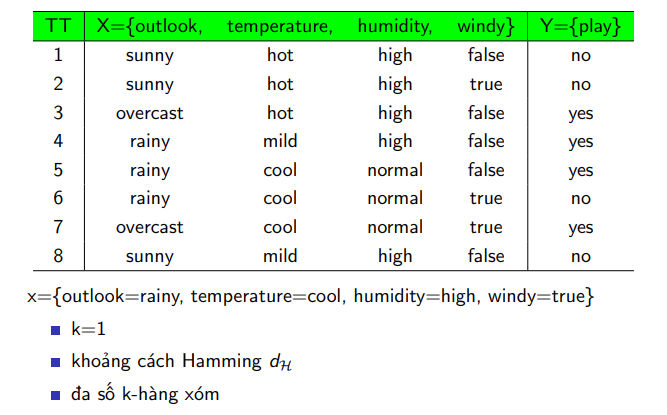 TT X={outlook, temperature, humidity, windy} Y={play}
1 sunny hot high false no
2 sunny hot high true no
3 overcast hot high false yes
4 rainy mild high false yes
5 rainy cool normal false yes
6 rainy cool normal true no
7 overcast cool normal true yes
8 sunny mild high false no
x={outlook=rainy, temperature=cool, humidity=high, windy=true}
k=1
khoảng cách Hamming d_ℋ
đa số k-hàng xóm